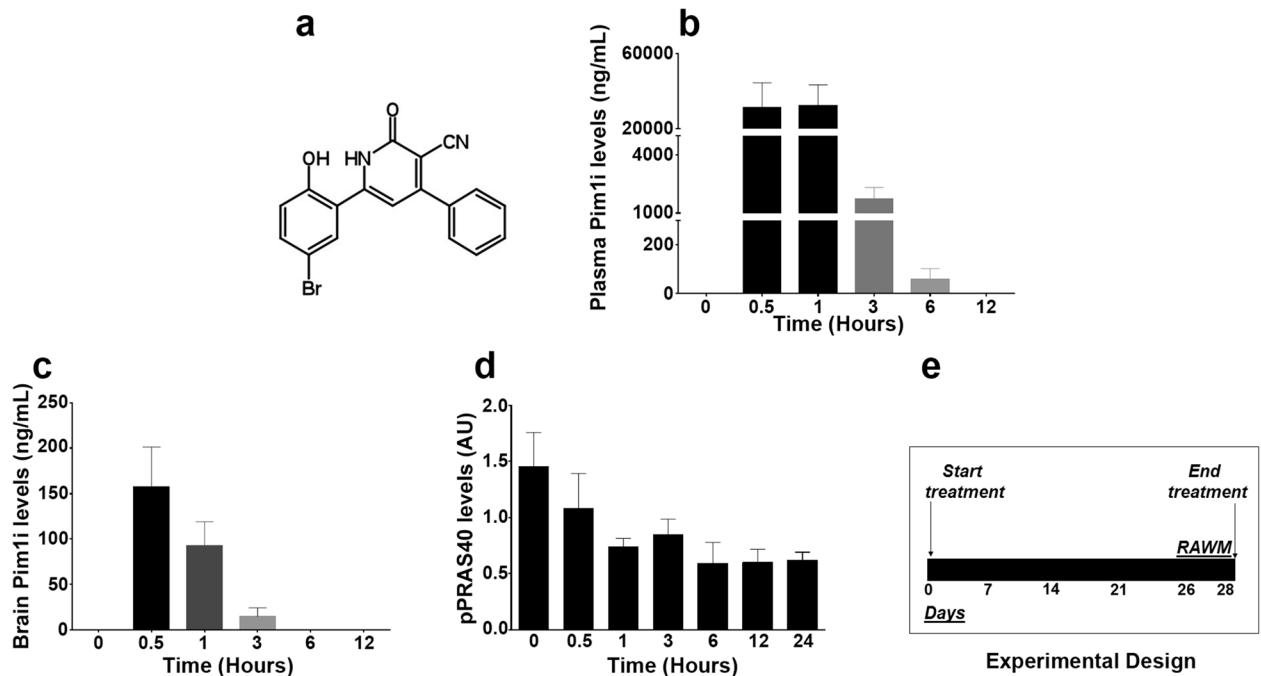 a
O
HN
CN
OH
Br
b
Plasma Pim1i levels (ng/mL)
60000
20000
4000
1000
200
0
0 0.5 1 3 6 12
Time (Hours)
c
Brain Pim1i levels (ng/mL)
250
200
150
100
50
0
0 0.5 1 3 6 12
Time (Hours)
d
pPRAS40 levels (AU)
2.0
1.5
1.0
0.5
0.0
0 0.5 1 3 6 12 24
Time (Hours)
e
Start
treatment
End
treatment
RAWM
0 7 14 21 26 28
Days
Experimental Design